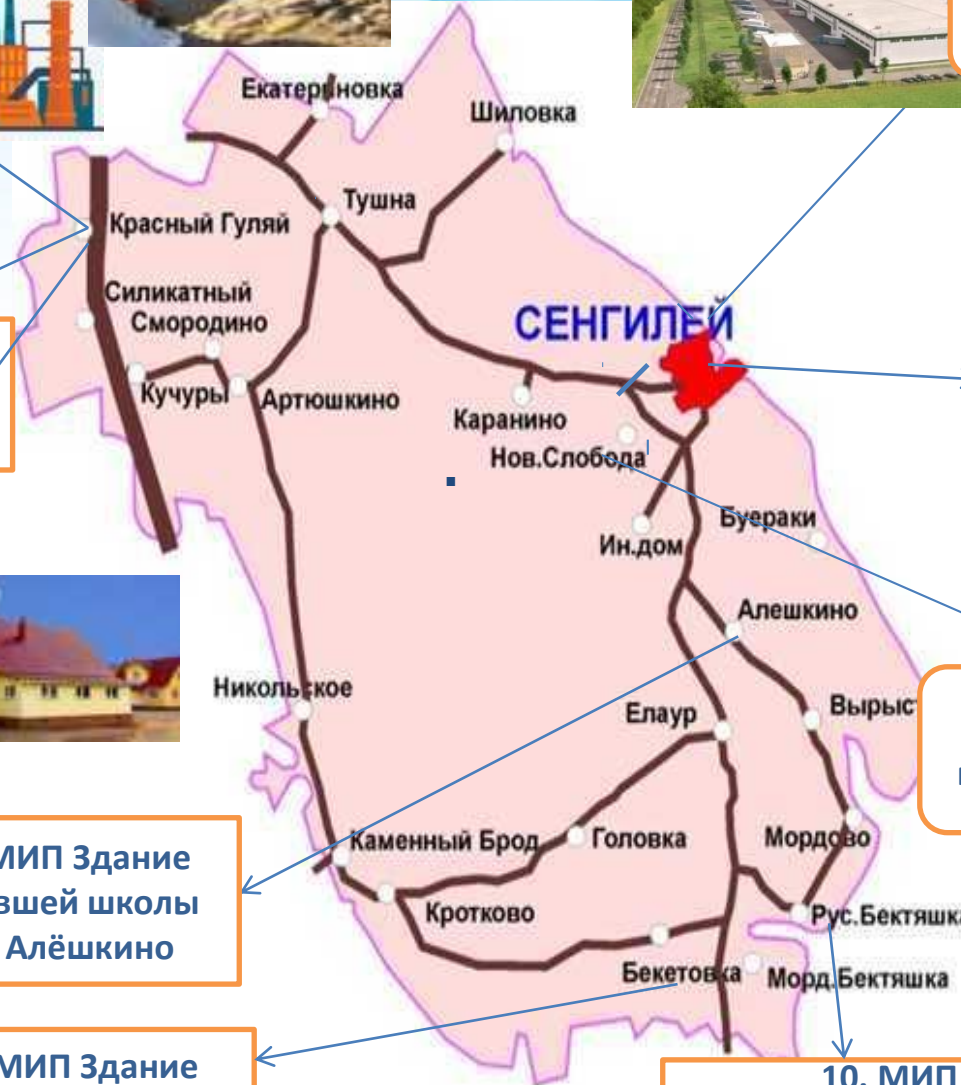 Екатериновка
Шиловка
Тушна
Красный Гуляй
Силикатный
Смородино
СЕНГИЛЕЙ
Кучуры
Артюшкино
Каранино
Нов.Слобода
Буераки
Ин.дом
Алешкино
Никольское
Елаур
Вырыс
Каменный Брод
Головка
Мордово
МИП Здание
вшей школы
Алёшкино
Кротково
Рус.Бектяшка
Бекетовка
Морд.Бектяшка
МИП Здание
10. МИП